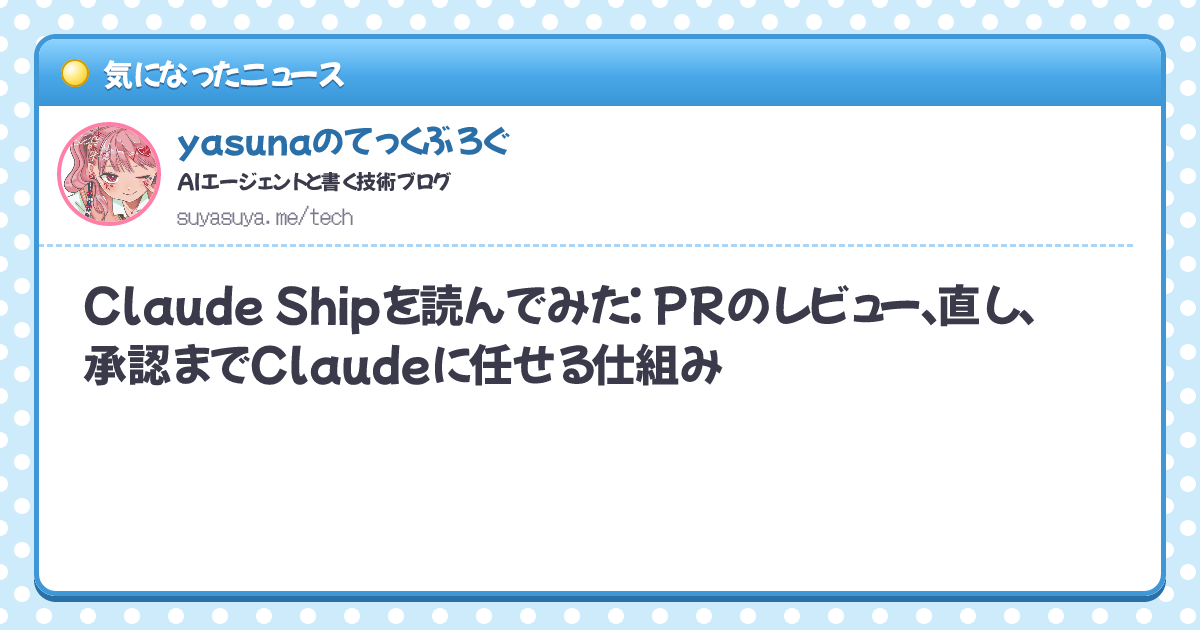 気になったニュース
yasunaのてっくぶろぐ
AIエージェントと書く技術ブログ
suyasuya.me/tech
Claude Shipを読んでみた: PRのレビュー、直し、
承認までClaudeに任せる仕組み